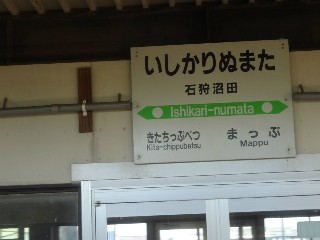 いしかりぬまた
石狩沼田
Ishikari-numata
きたちっぷべつ まっぷ
Kita-chippubetsu Mappu